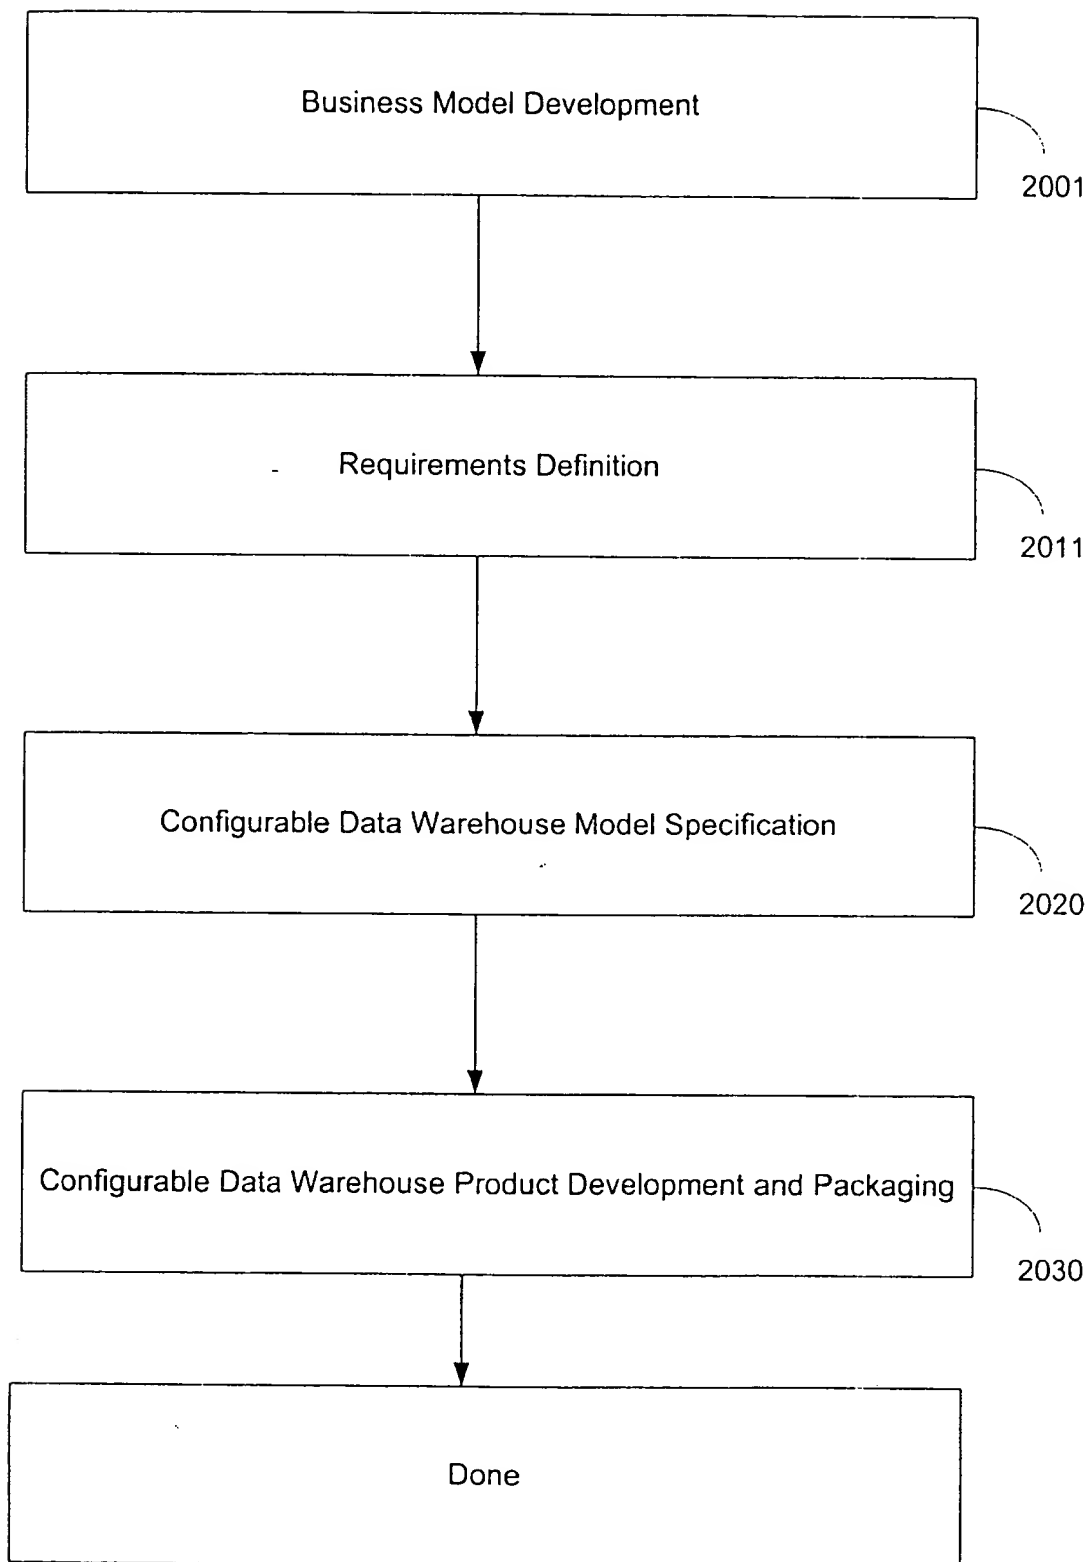 Business Model Development
2001
Requirements Definition
2011
Configurable Data Warehouse Model Specification
2020
Configurable Data Warehouse Product Development and Packaging
2030
Done